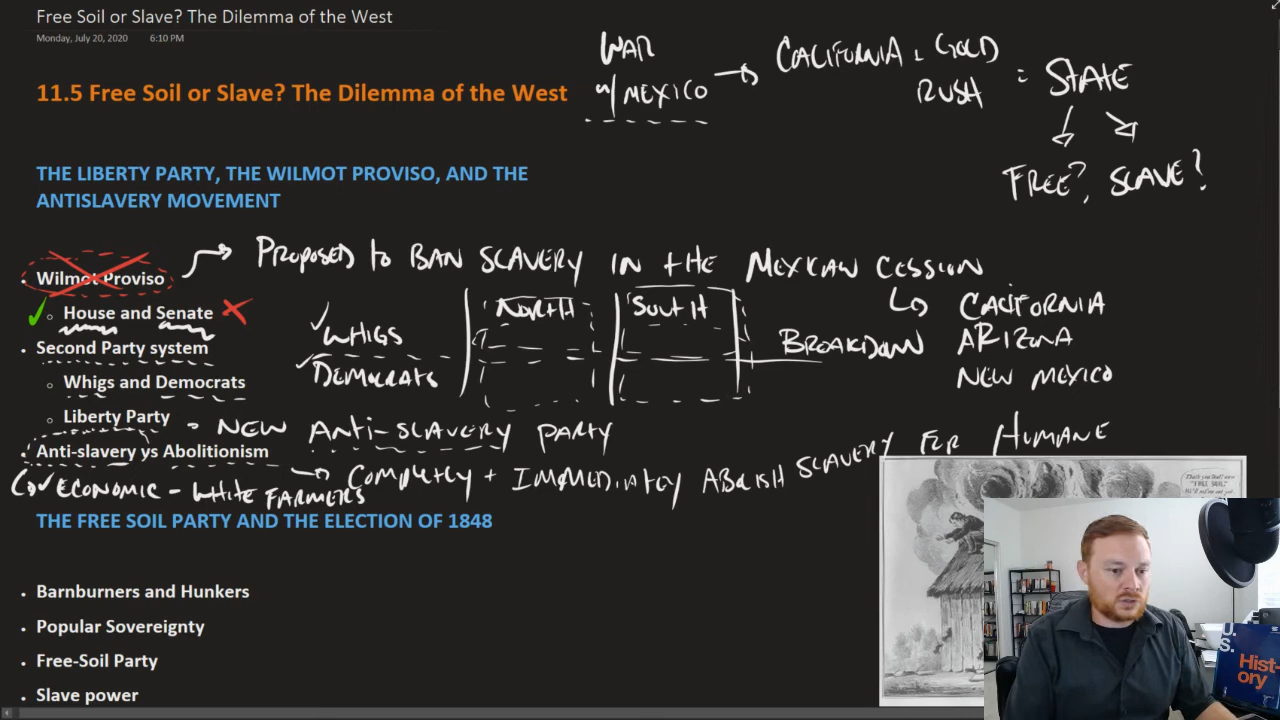 Free Soil or Slave? The Dilemma of the West
Monday, July 20, 2020 6:10 PM
WAR
w/ MEXICO → CALIFORNIA & GOLD
RUSH = STATE
FREE?, SLAVE?
11.5 Free Soil or Slave? The Dilemma of the West
THE LIBERTY PARTY, THE WILMOT PROVISO, AND THE
ANTISLAVERY MOVEMENT
Wilmot Proviso → PROPOSED to BAN SLAVERY IN tHE MEXICAN CESSION
House and Senate
NORTH SOUTH
CALIFORNIA
ARIZONA
NEW MEXICO
WHIGS
DEMOCRATS
BREAKDOWN
Second Party system
Whigs and Democrats
Liberty Party - NEW ANTI-SLAVERY PARTY
Anti-slavery vs Abolitionism → COMPLETLY + IMMEDIATLY ABOLISH SLAVERY FOR HUMANE
ECONOMIC - WHITE FARMERS
THE FREE SOIL PARTY AND THE ELECTION OF 1848
Barnburners and Hunkers
Popular Sovereignty
Free-Soil Party
Slave power
U.
S.
Hist-
ory